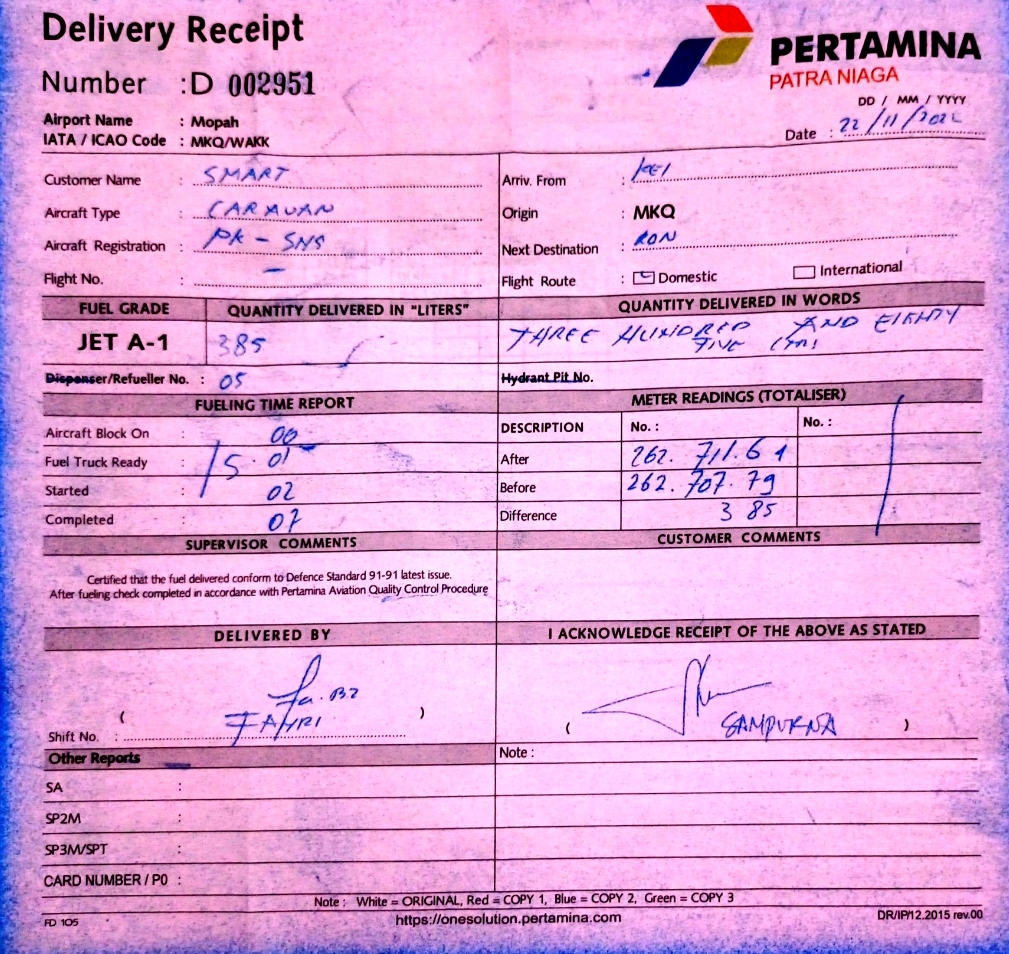 Delivery Receipt
PERTAMINA
PATRA NIAGA
Number : D 002951
DD / MM / YYYY
Airport Name : Mopah
Date : 22/11/202
IATA / ICAO Code : MKQ/WAKK
Customer Name : SMART
Arriv. From : KEI
Aircraft Type : CARAVAN
Origin : MKQ
Aircraft Registration : PK - SNS
Next Destination : RON
Flight No. : -
Flight Route : Domestic International
FUEL GRADE QUANTITY DELIVERED IN "LITERS" QUANTITY DELIVERED IN WORDS
JET A-1 385 THREE HUNDRED AND EIGHTY
FIVE
Dispenser/Refueller No. : 05 Hydrant Pit No.
FUELING TIME REPORT METER READINGS (TOTALISER)
Aircraft Block On : 00
DESCRIPTION No. : No. :
Fuel Truck Ready : 15. 01
After 262. 711.64
Started : 02
Before 262. 707. 79
Completed : 07
Difference 3 85
SUPERVISOR COMMENTS CUSTOMER COMMENTS
Certified that the fuel delivered conform to Defence Standard 91-91 latest issue.
After fueling check completed in accordance with Pertamina Aviation Quality Control Procedure
DELIVERED BY I ACKNOWLEDGE RECEIPT OF THE ABOVE AS STATED
( FAHRI ) ( SAMPURNA )
Shift No. :
Other Reports Note :
SA :
SP2M :
SP3M/SPT :
CARD NUMBER / P0 :
Note : White = ORIGINAL, Red = COPY 1, Blue = COPY 2, Green = COPY 3
FD 105 https://onesolution.pertamina.com DR/IP/12.2015 rev.00